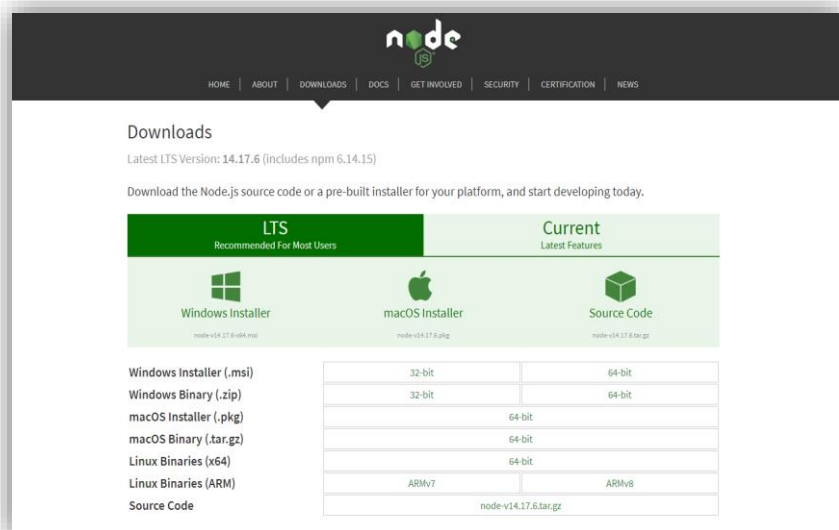 node
JS
HOME | ABOUT | DOWNLOADS | DOCS | GET INVOLVED | SECURITY | CERTIFICATION | NEWS
Downloads
Latest LTS Version: 14.17.6 (includes npm 6.14.15)
Download the Node.js source code or a pre-built installer for your platform, and start developing today.
LTS Current
Recommended For Most Users Latest Features
Windows Installer macOS Installer Source Code
node-v14.17.6-x64.msi node-v14.17.6.pkg node-v14.17.6.tar.gz
Windows Installer (.msi) 32-bit 64-bit
Windows Binary (.zip) 32-bit 64-bit
macOS Installer (.pkg) 64-bit
macOS Binary (.tar.gz) 64-bit
Linux Binaries (x64) 64-bit
Linux Binaries (ARM) ARMv7 ARMv8
Source Code node-v14.17.6.tar.gz